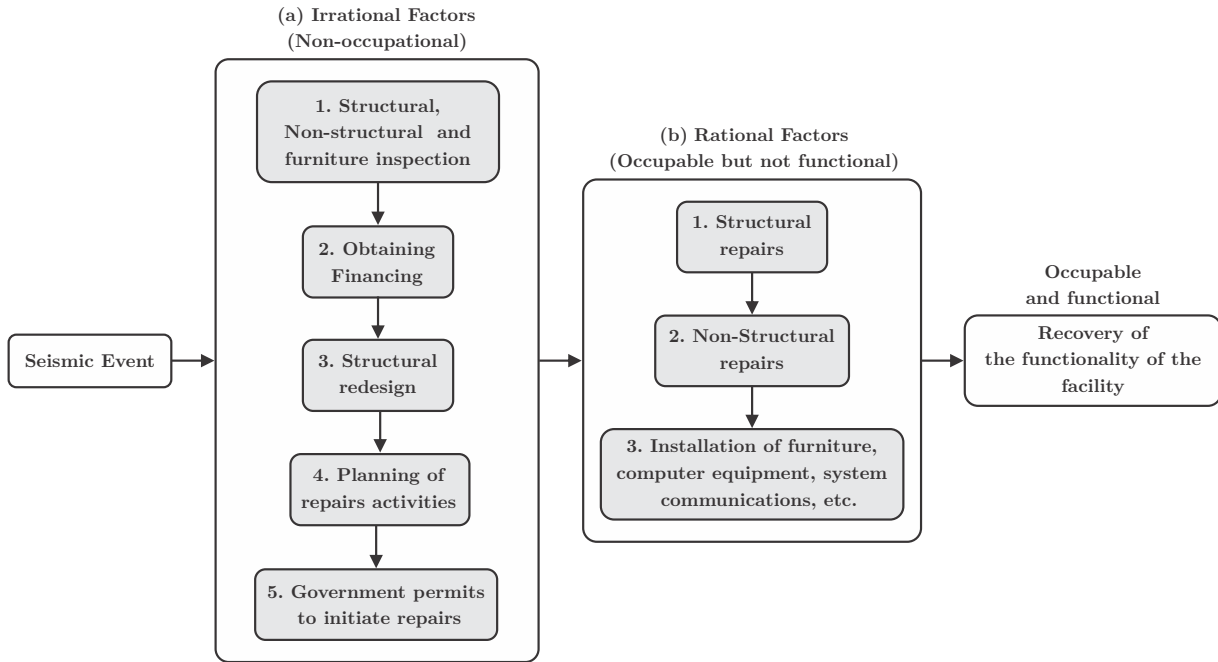 Seismic Event
(a) Irrational Factors
(Non-occupational)
1. Structural,
Non-structural and
furniture inspection
2. Obtaining
Financing
3. Structural
redesign
4. Planning of
repairs activities
5. Government permits
to initiate repairs
(b) Rational Factors
(Occupable but not functional)
1. Structural
repairs
2. Non-Structural
repairs
3. Installation of furniture,
computer equipment, system
communications, etc.
Occupable
and functional
Recovery of
the functionality of the
facility